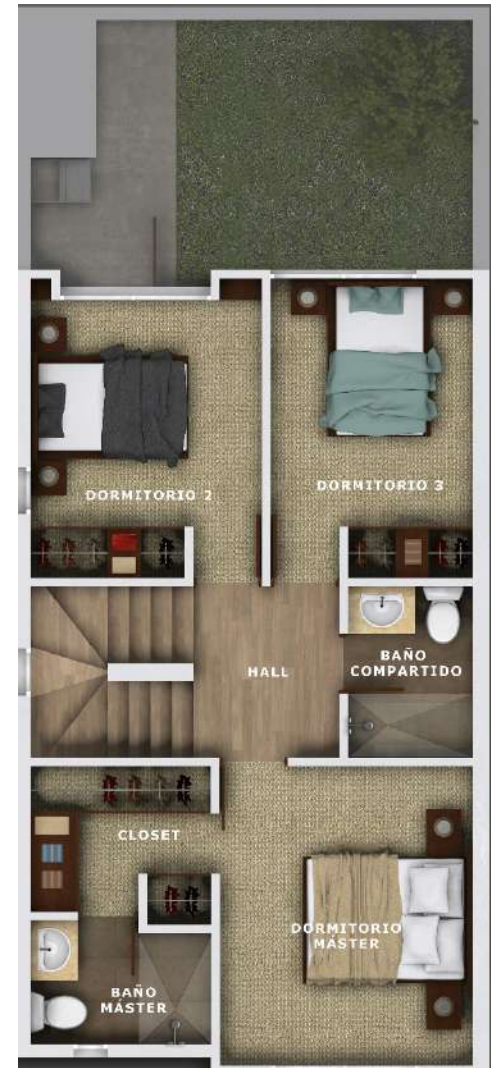 DORMITORIO 2
DORMITORIO 3
HALL
BAÑO
COMPARTIDO
CLOSET
DORMITORIO
MÁSTER
BAÑO
MÁSTER